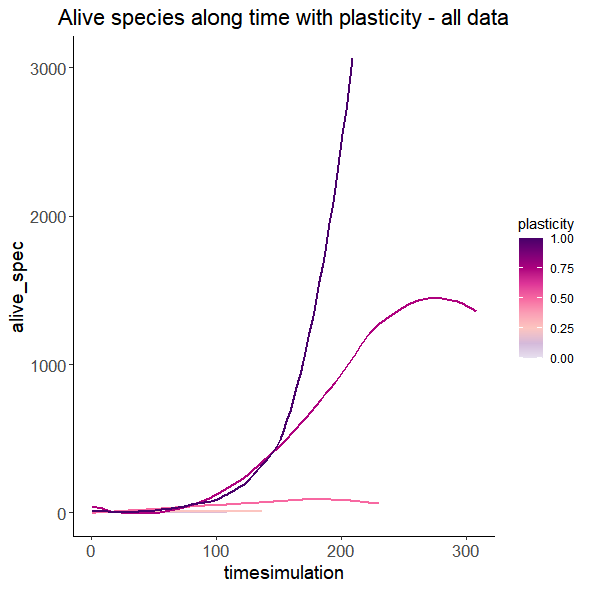 Alive species along time with plasticity - all data
3000
2000
1000
0
alive_spec
0 100 200 300
timesimulation
plasticity
1.00
0.75
0.50
0.25
0.00